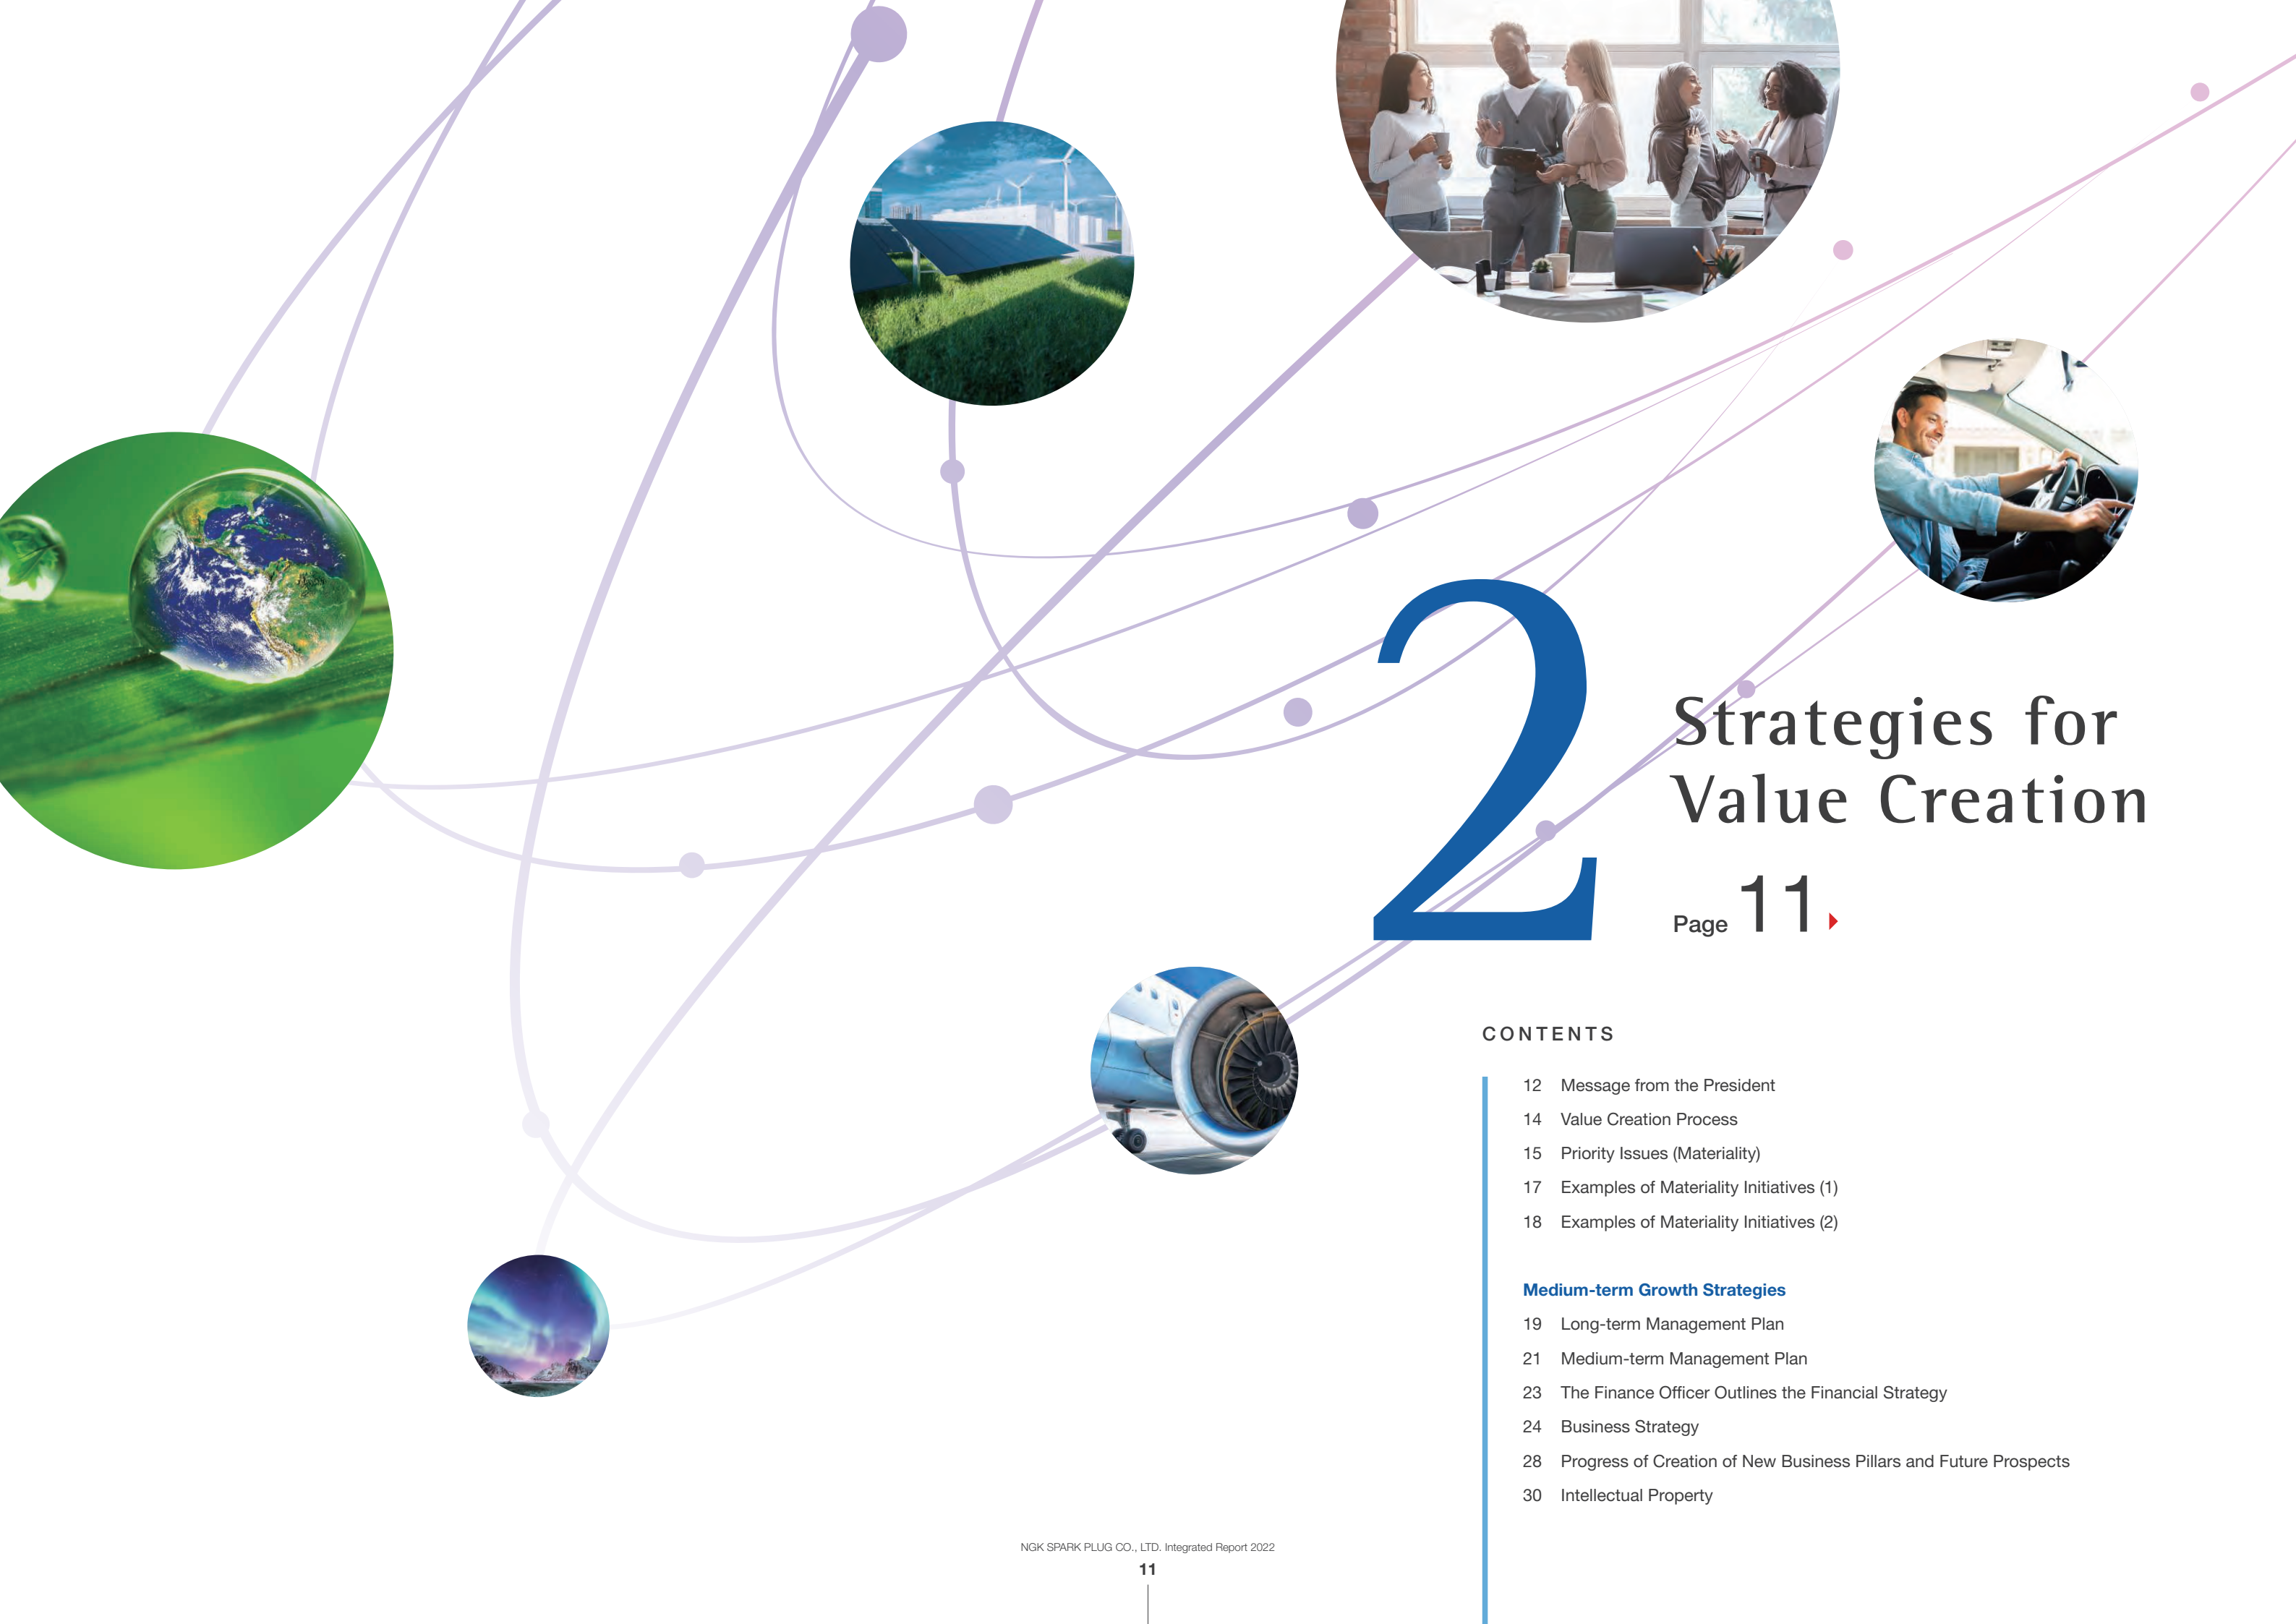 2
Strategies for
Value Creation
Page 11
CONTENTS
12 Message from the President
14 Value Creation Process
15 Priority Issues (Materiality)
17 Examples of Materiality Initiatives (1)
18 Examples of Materiality Initiatives (2)
Medium-term Growth Strategies
19 Long-term Management Plan
21 Medium-term Management Plan
23 The Finance Officer Outlines the Financial Strategy
24 Business Strategy
28 Progress of Creation of New Business Pillars and Future Prospects
30 Intellectual Property
NGK SPARK PLUG CO., LTD. Integrated Report 2022
11